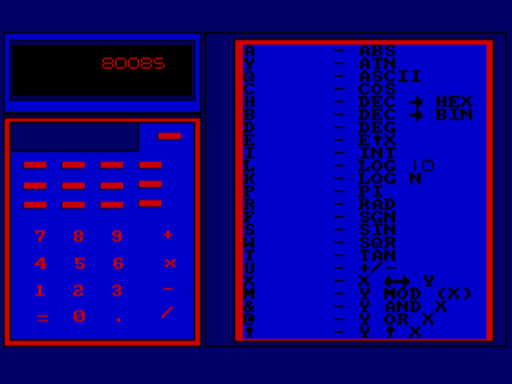 80085
7 8 9 +
4 5 6 x
1 2 3 -
= 0 . /
A - ABS
Y - ATN
Q - ASCII
C - COS
H - DEC → HEX
B - DEC → BIN
D - DEG
E - E↑X
I - INT
L - LOG 10
K - LOG N
P - PI
R - RAD
F - SGN
S - SIN
W - SQR
T - TAN
U - +/-
X - X ↔ Y
M - Y MOD (X)
& - Y AND X
@ - Y OR X
↑ - Y ↑ X